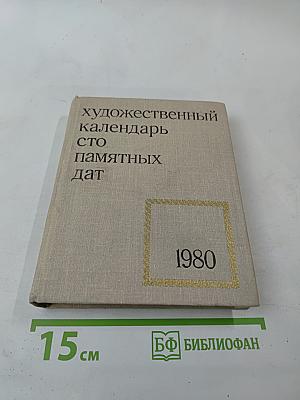 художественный
календарь
сто
памятных
дат
1980
15 см
БФ БИБЛИОФАН